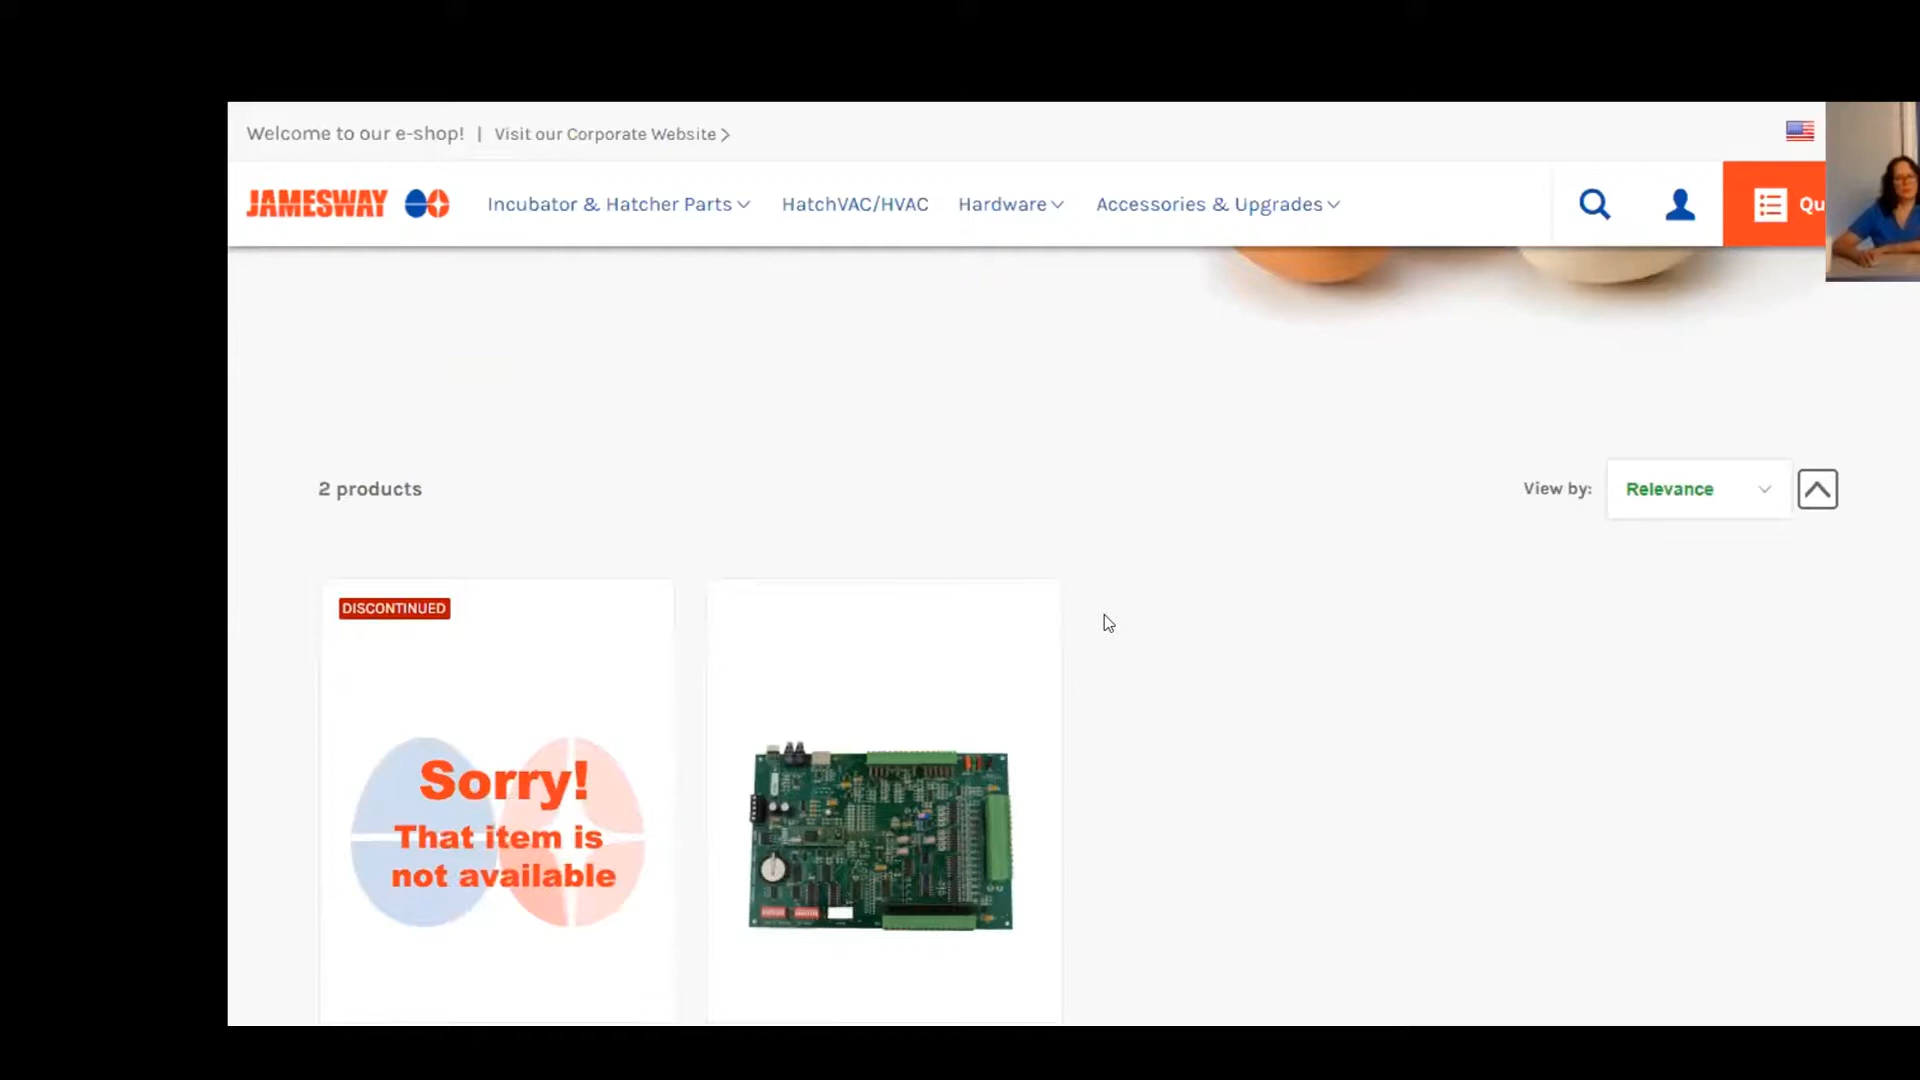 Welcome to our e-shop! | Visit our Corporate Website >
JAMESWAY Incubator & Hatcher Parts HatchVAC/HVAC Hardware Accessories & Upgrades Qu
2 products View by: Relevance
DISCONTINUED
Sorry!
That item is
not available